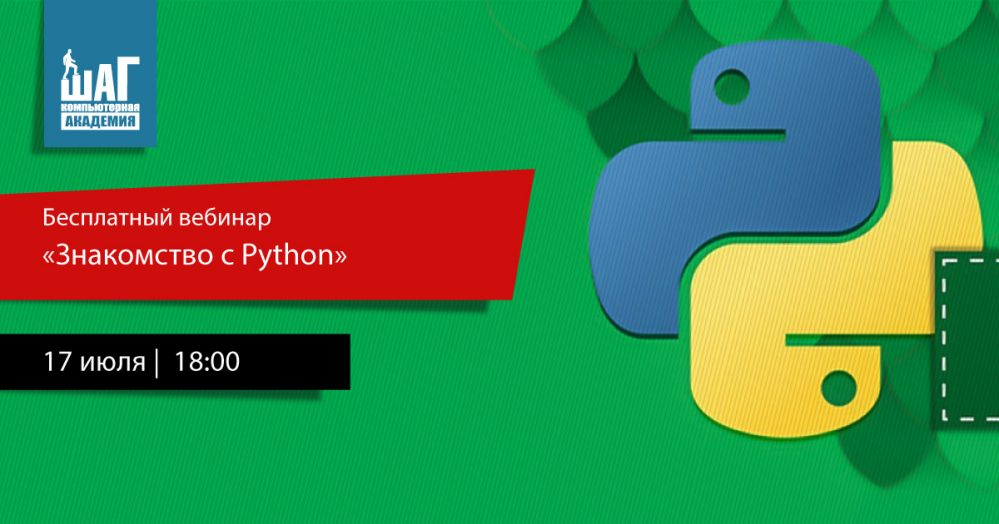 ШАГ
компьютерная
АКАДЕМИЯ
Бесплатный вебинар
«Знакомство с Python»
17 июля | 18:00